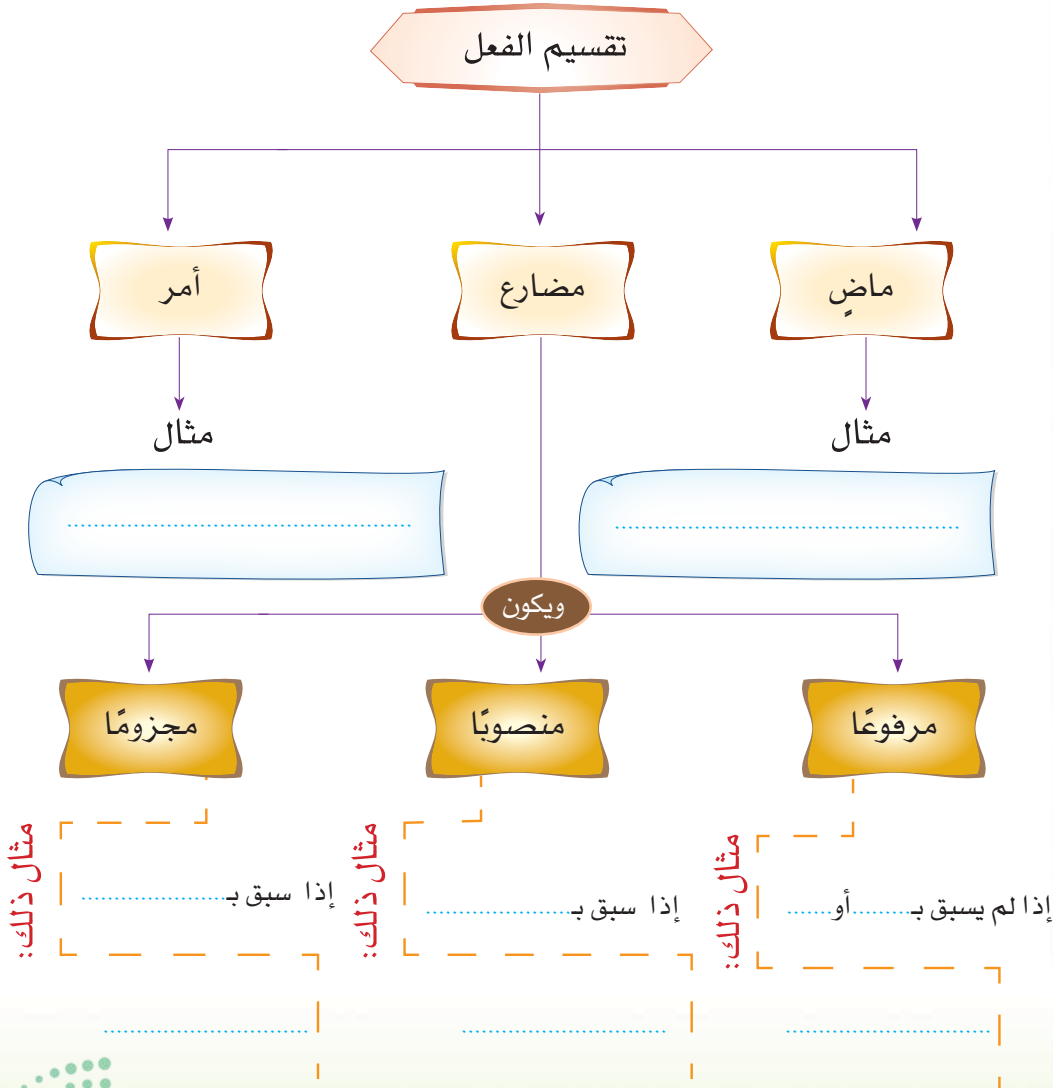 تقسيم الفعل
ماضٍ
مضارع
أمر
مثال
مثال
................................................
................................................
ويكون
مرفوعًا
منصوبًا
مجزومًا
مثال ذلك:
إذا لم يسبق بـ........أو......
مثال ذلك:
إذا سبق بـ....................
مثال ذلك:
إذا سبق بـ....................
............................
............................
............................